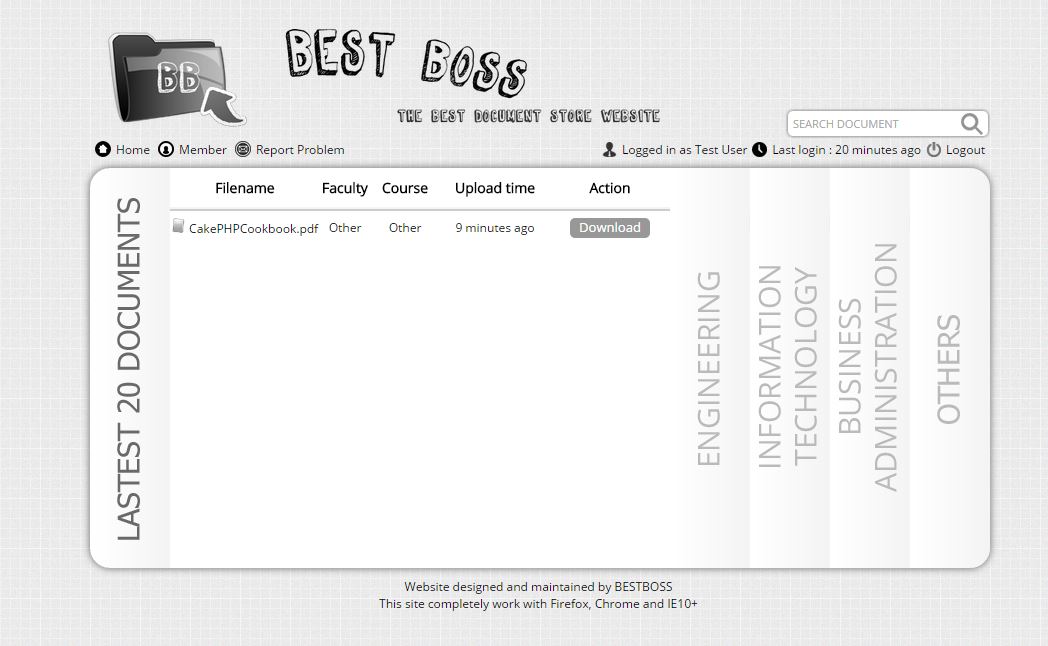 BB
BEST BOSS
THE BEST DOCUMENT STORE WEBSITE
SEARCH DOCUMENT
Home Member Report Problem
Logged in as Test User Last login : 20 minutes ago Logout
LASTEST 20 DOCUMENTS
Filename Faculty Course Upload time Action
CakePHPCookbook.pdf Other Other 9 minutes ago Download
ENGINEERING
INFORMATION
TECHNOLOGY
BUSINESS
ADMINISTRATION
OTHERS
Website designed and maintained by BESTBOSS
This site completely work with Firefox, Chrome and IE10+